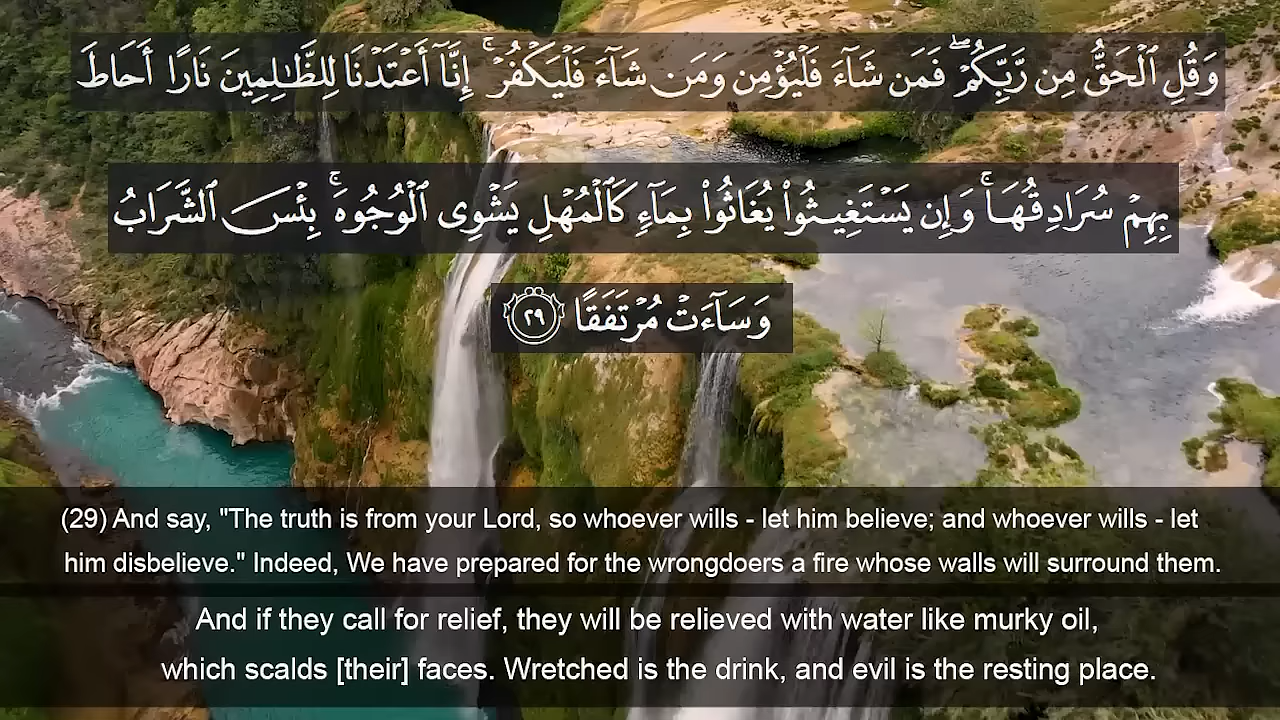 وَقُلِ ٱلْحَقُّ مِن رَّبِّكُمْ ۖ فَمَن شَآءَ فَلْيُؤْمِن وَمَن شَآءَ فَلْيَكْفُرْ ۚ إِنَّآ أَعْتَدْنَا لِلظَّـٰلِمِينَ نَارًا أَحَاطَ
بِهِمْ سُرَادِقُهَا ۚ وَإِن يَسْتَغِيثُوا۟ يُغَاثُوا۟ بِمَآءٍ كَٱلْمُهْلِ يَشْوِى ٱلْوُجُوهَ ۚ بِئْسَ ٱلشَّرَابُ
وَسَآءَتْ مُرْتَفَقًا ٢٩
(29) And say, "The truth is from your Lord, so whoever wills - let him believe; and whoever wills - let
him disbelieve." Indeed, We have prepared for the wrongdoers a fire whose walls will surround them.
And if they call for relief, they will be relieved with water like murky oil,
which scalds [their] faces. Wretched is the drink, and evil is the resting place.